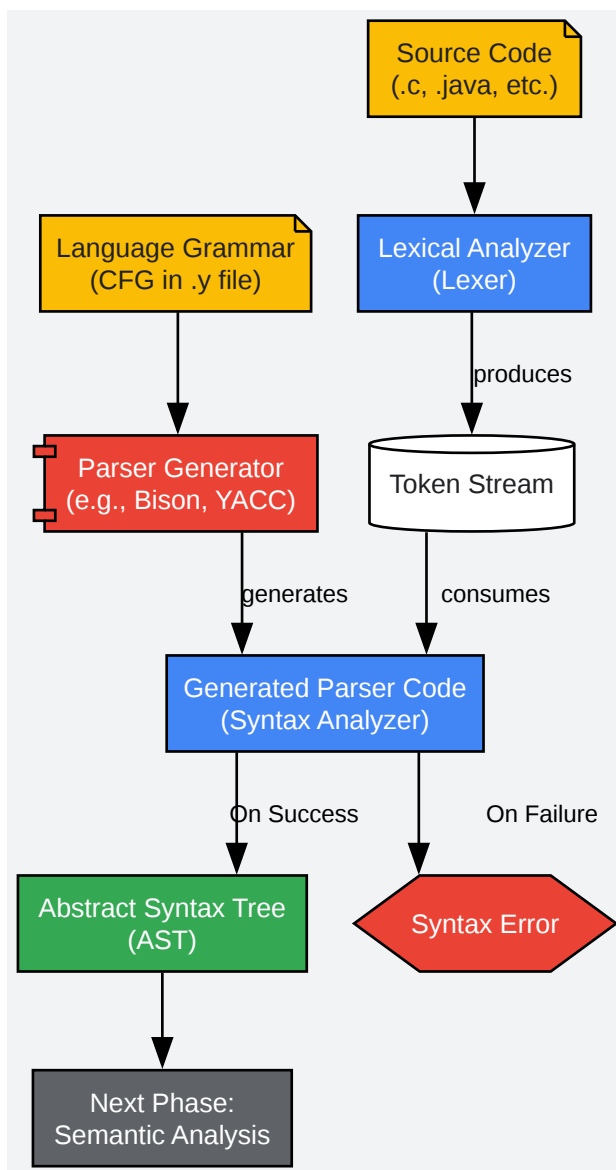 Source Code
(.c, .java, etc.)
Language Grammar
(CFG in .y file)
Lexical Analyzer
(Lexer)
produces
Parser Generator
(e.g., Bison, YACC)
Token Stream
generates
consumes
Generated Parser Code
(Syntax Analyzer)
On Success
On Failure
Abstract Syntax Tree
(AST)
Syntax Error
Next Phase:
Semantic Analysis